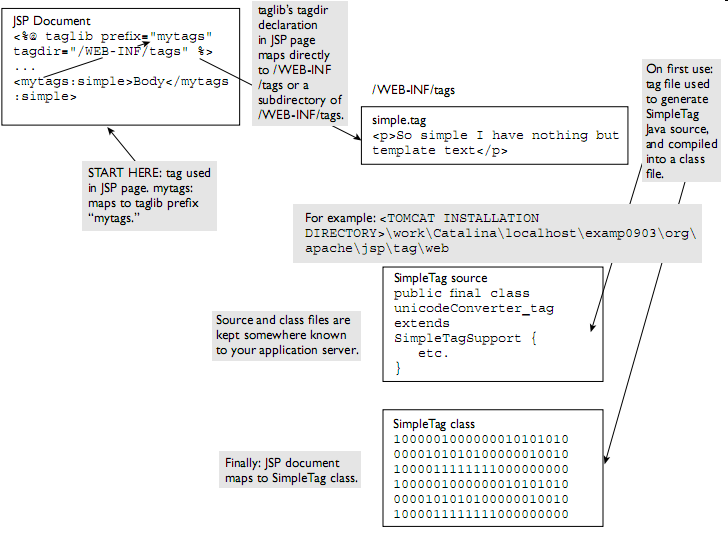 JSP Document
<%@ taglib prefix="mytags"
tagdir="/WEB-INF/tags" %>
...
<mytags:simple>Body</mytags
:simple>
taglib's tagdir
declaration
in JSP page
maps directly
to /WEB-INF
/tags or a
subdirectory of
/WEB-INF/tags.
START HERE: tag used
in JSP page. mytags:
maps to taglib prefix
“mytags.”
/WEB-INF/tags
simple.tag
<p>So simple I have nothing but
template text</p>
On first use:
tag file used
to generate
SimpleTag
Java source,
and compiled
into a class
file.
For example: <TOMCAT INSTALLATION
DIRECTORY>\work\Catalina\localhost\examp0903\org\
apache\jsp\tag\web
SimpleTag source
public final class
unicodeConverter_tag
extends
SimpleTagSupport {
etc.
}
Source and class files are
kept somewhere known
to your application server.
SimpleTag class
1000001000000010101010
0000101010100000010010
1000011111111000000000
1000001000000010101010
0000101010100000010010
1000011111111000000000
Finally: JSP document
maps to SimpleTag class.